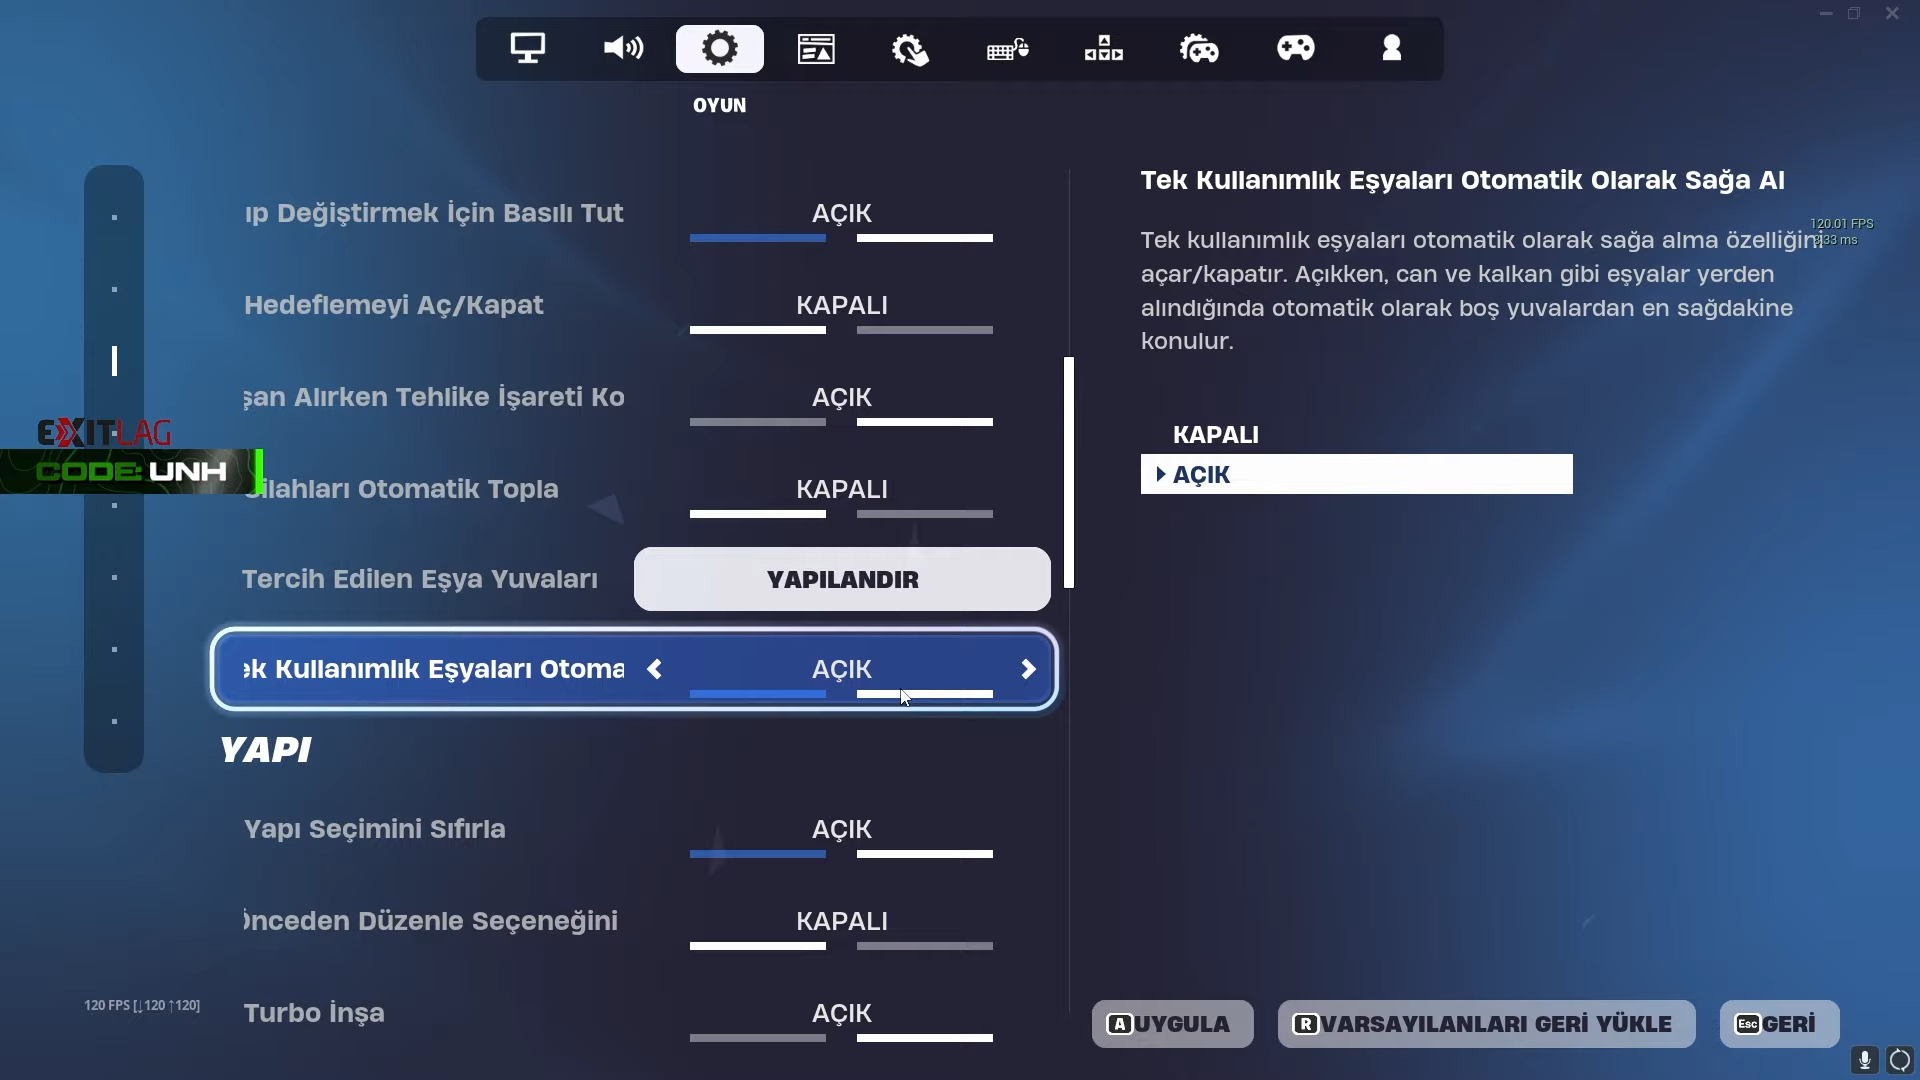 OYUN
ıp Değiştirmek İçin Basılı Tut
AÇIK
Hedeflemeyi Aç/Kapat
KAPALI
şan Alırken Tehlike İşareti Ko
AÇIK
Silahları Otomatik Topla
KAPALI
Tercih Edilen Eşya Yuvaları
YAPILANDIR
ek Kullanımlık Eşyaları Otoma
AÇIK
YAPI
Yapı Seçimini Sıfırla
AÇIK
Önceden Düzenle Seçeneğini
KAPALI
Turbo İnşa
AÇIK
EXITLAG
CODE: UNH
120 FPS [↓120 ↑120]
Tek Kullanımlık Eşyaları Otomatik Olarak Sağa Al
120.01 FPS
8.33 ms
Tek kullanımlık eşyaları otomatik olarak sağa alma özelliğini
açar/kapatır. Açıkken, can ve kalkan gibi eşyalar yerden
alındığında otomatik olarak boş yuvalardan en sağdakine
konulur.
KAPALI
AÇIK
A UYGULA
R VARSAYILANLARI GERİ YÜKLE
Esc GERİ